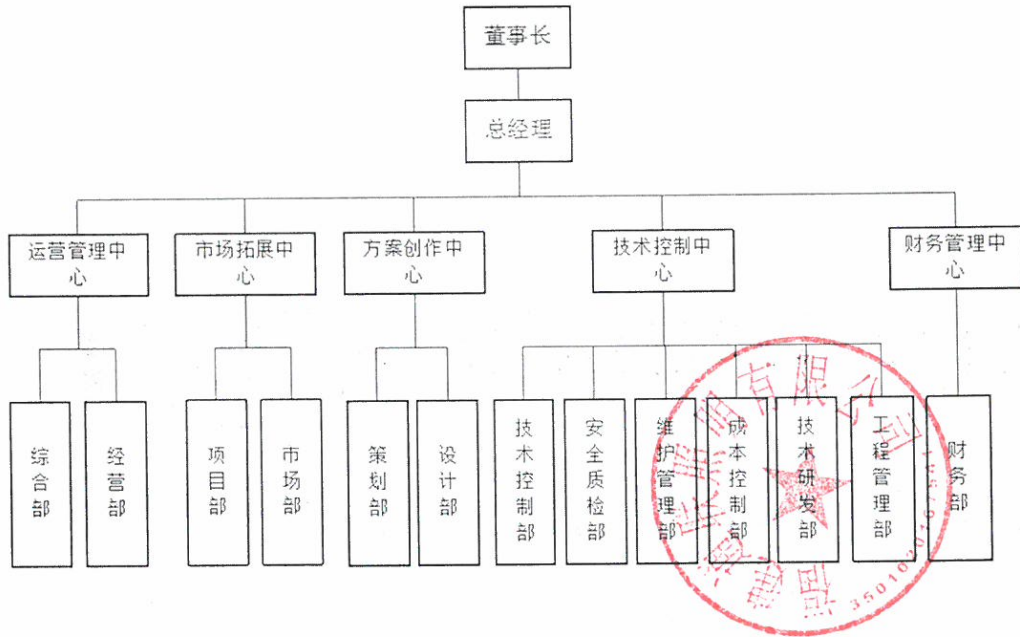 董事长
总经理
运营管理中
心
市场拓展中
心
方案创作中
心
技术控制中
心
财务管理中
心
综合部
经营部
项目部
市场部
策划部
设计部
技术控制部
安全质检部
维护管理部
成本控制部
技术研发部
工程管理部
财务部
照明有限公司